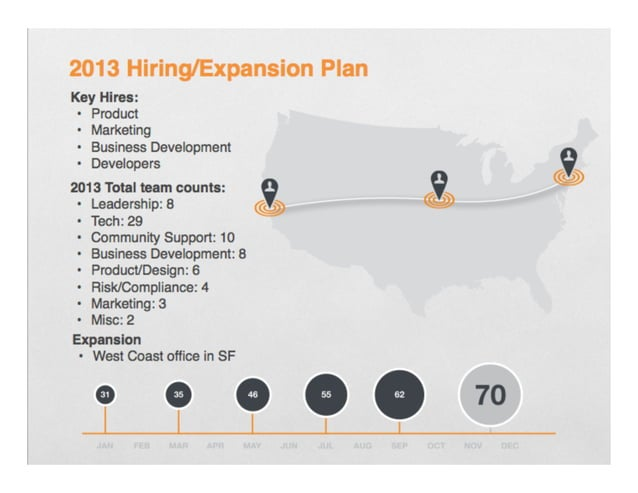 2013 Hiring/Expansion Plan
Key Hires:
• Product
• Marketing
• Business Development
• Developers
2013 Total team counts:
• Leadership: 8
• Tech: 29
• Community Support: 10
• Business Development: 8
• Product/Design: 6
• Risk/Compliance: 4
• Marketing: 3
• Misc: 2
Expansion
• West Coast office in SF
31 35 46 55 62 70
JAN FEB MAR APR MAY JUN JUL AUG SEP OCT NOV DEC